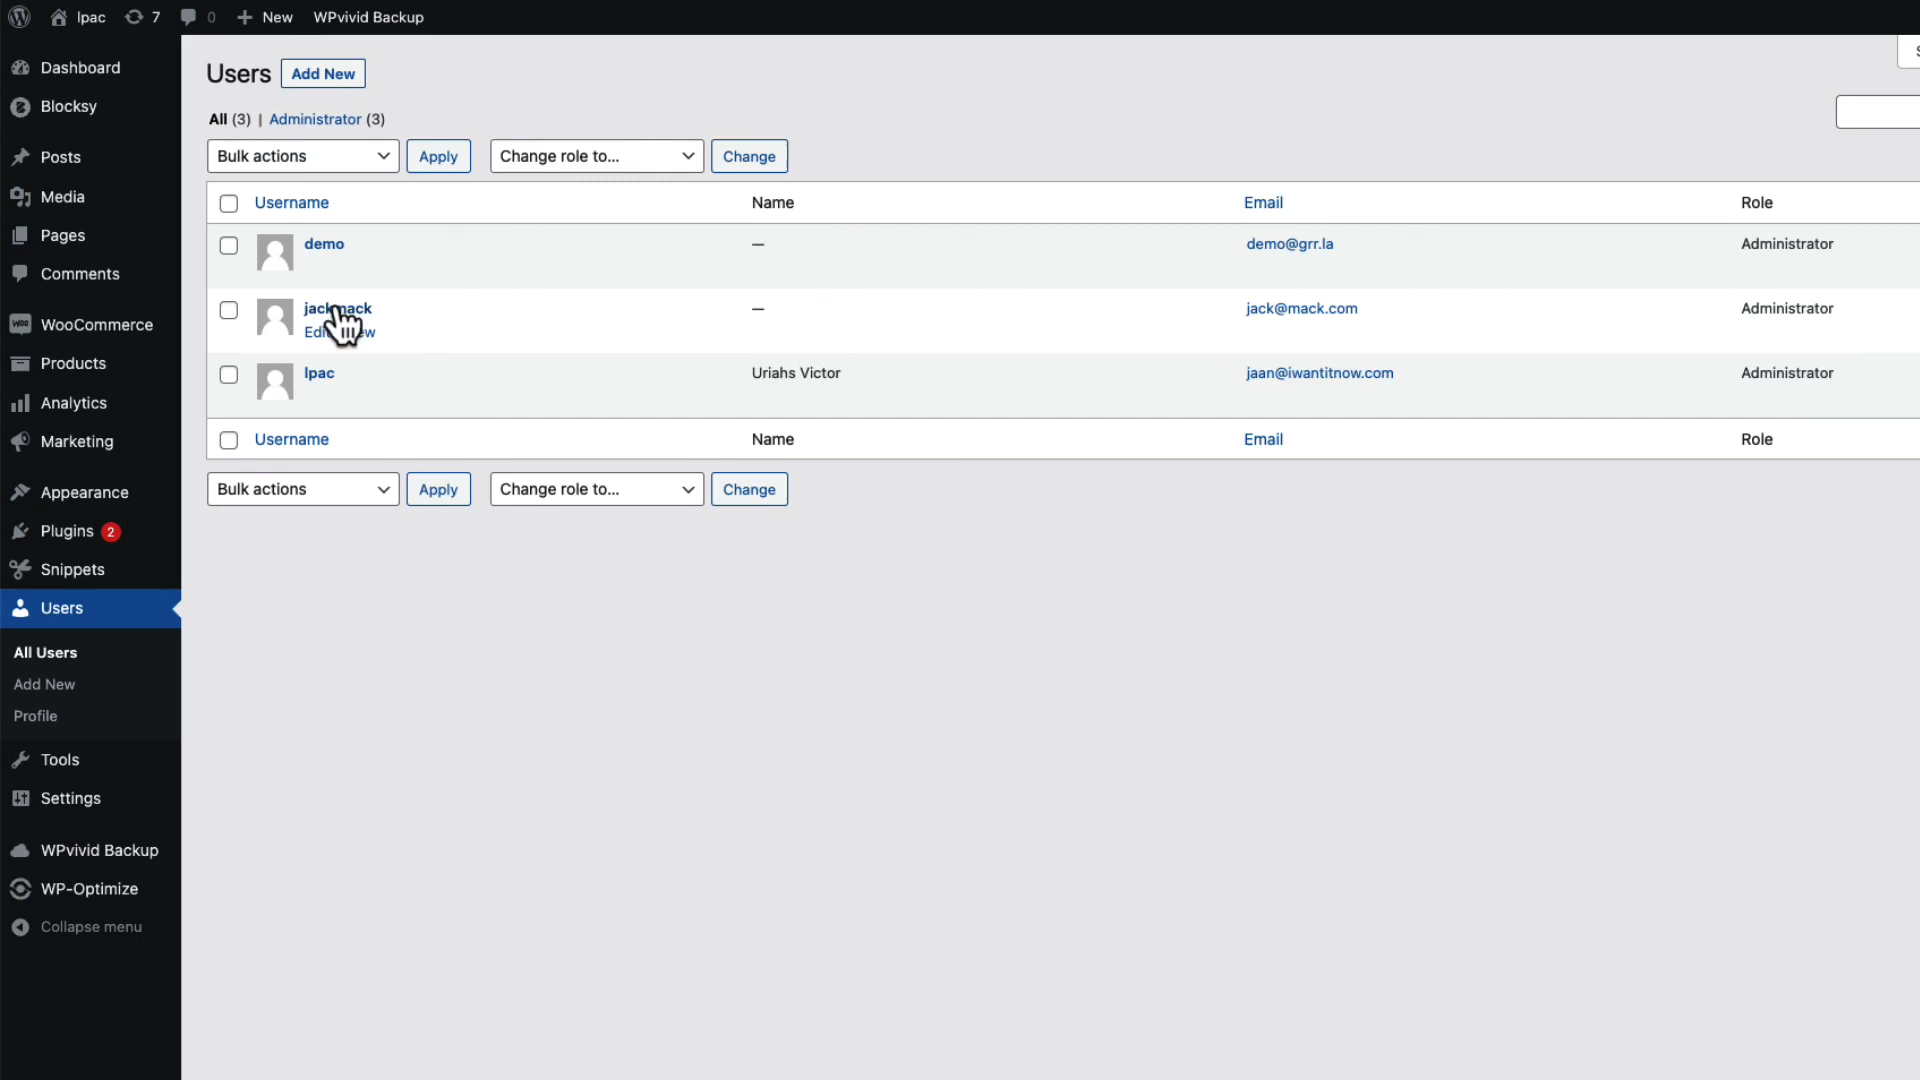 lpac 7 0 New WPvivid Backup
Dashboard
Blocksy
Posts
Media
Pages
Comments
WooCommerce
Products
Analytics
Marketing
Appearance
Plugins 2
Snippets
Users
All Users
Add New
Profile
Tools
Settings
WPvivid Backup
WP-Optimize
Collapse menu
Users Add New
All (3) | Administrator (3)
Bulk actions Apply Change role to... Change
Username Name Email Role
demo — demo@grr.la Administrator
jackmack — jack@mack.com Administrator
lpac Uriahs Victor jaan@iwantitnow.com Administrator
Username Name Email Role
Bulk actions Apply Change role to... Change